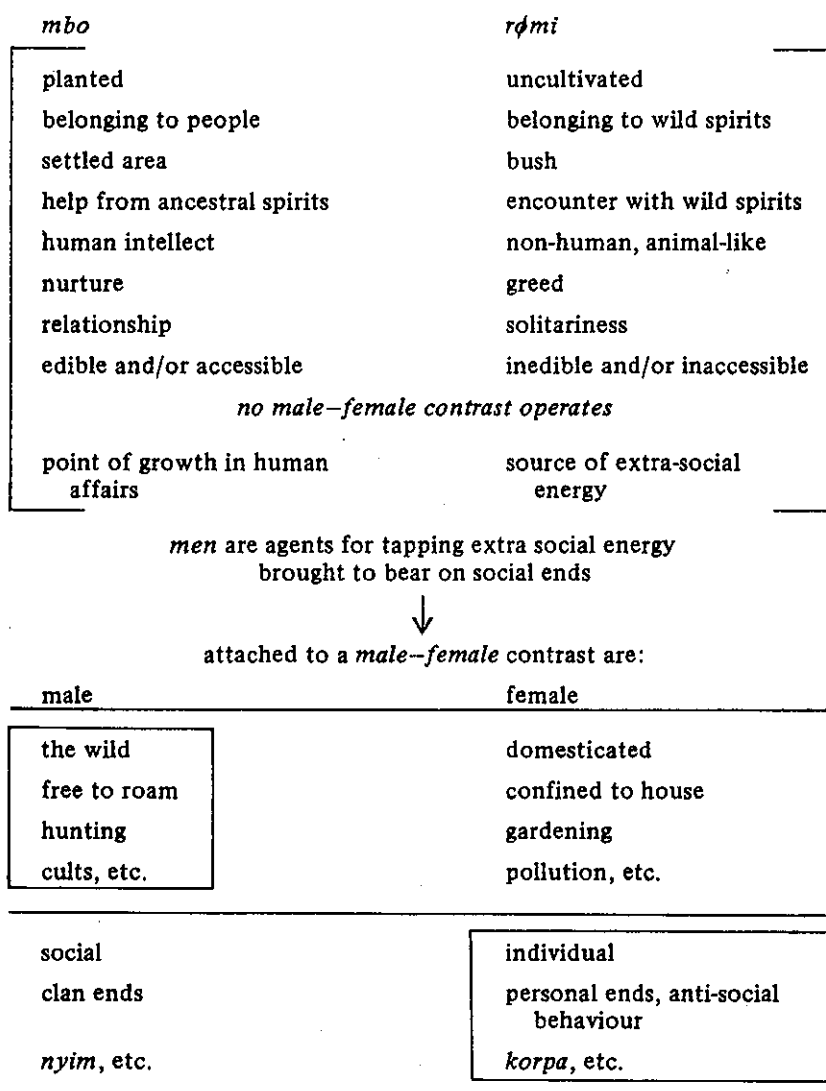 mbo rømi
planted uncultivated
belonging to people belonging to wild spirits
settled area bush
help from ancestral spirits encounter with wild spirits
human intellect non-human, animal-like
nurture greed
relationship solitariness
edible and/or accessible inedible and/or inaccessible
no male–female contrast operates
point of growth in human source of extra-social
affairs energy
men are agents for tapping extra social energy
brought to bear on social ends
↓
attached to a male–female contrast are:
male female
the wild domesticated
free to roam confined to house
hunting gardening
cults, etc. pollution, etc.
social individual
clan ends personal ends, anti-social
behaviour
nyim, etc. korpa, etc.